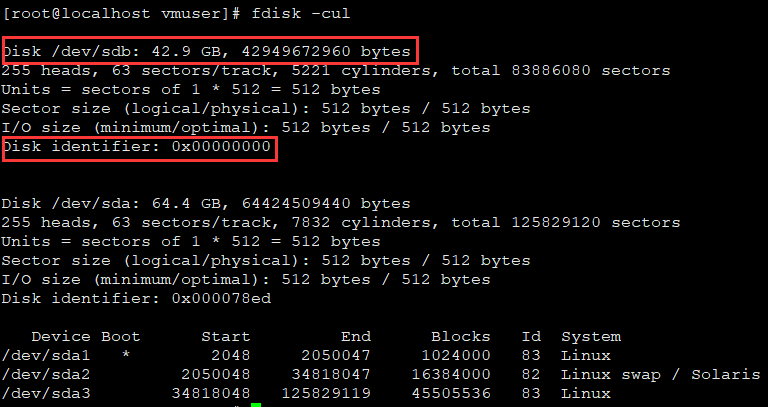 [root@localhost vmuser]# fdisk -cul
Disk /dev/sdb: 42.9 GB, 42949672960 bytes
255 heads, 63 sectors/track, 5221 cylinders, total 83886080 sectors
Units = sectors of 1 * 512 = 512 bytes
Sector size (logical/physical): 512 bytes / 512 bytes
I/O size (minimum/optimal): 512 bytes / 512 bytes
Disk identifier: 0x00000000
Disk /dev/sda: 64.4 GB, 64424509440 bytes
255 heads, 63 sectors/track, 7832 cylinders, total 125829120 sectors
Units = sectors of 1 * 512 = 512 bytes
Sector size (logical/physical): 512 bytes / 512 bytes
I/O size (minimum/optimal): 512 bytes / 512 bytes
Disk identifier: 0x000078ed
Device Boot Start End Blocks Id System
/dev/sda1 * 2048 2050047 1024000 83 Linux
/dev/sda2 2050048 34818047 16384000 82 Linux swap / Solaris
/dev/sda3 34818048 125829119 45505536 83 Linux